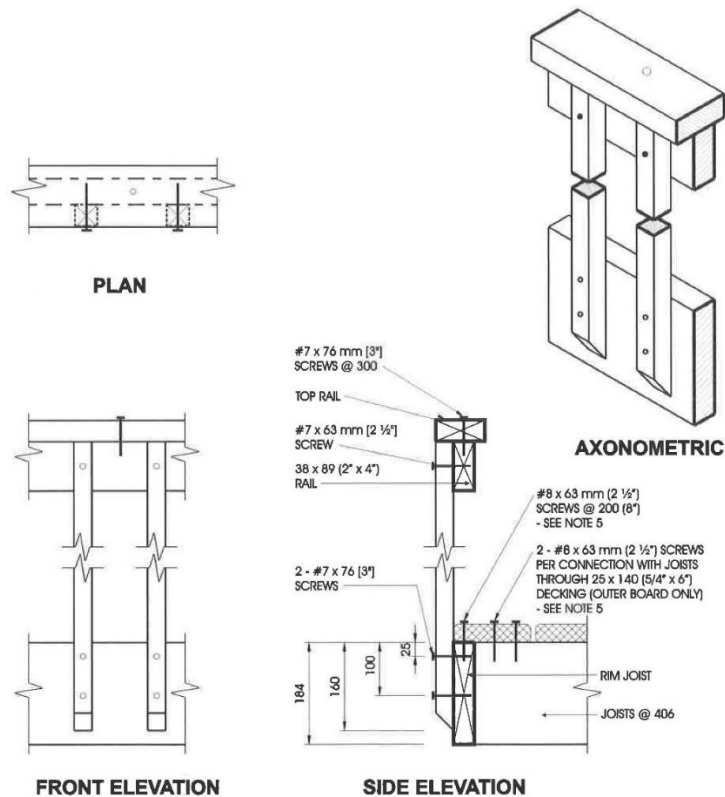 PLAN
AXONOMETRIC
#7 x 76 mm [3"]
SCREWS @ 300
TOP RAIL
#7 x 63 mm [2 ½"]
SCREW
38 x 89 (2" x 4")
RAIL
#8 x 63 mm (2 ½")
SCREWS @ 200 (8")
- SEE NOTE 5
2 - #8 x 63 mm (2 ½") SCREWS
PER CONNECTION WITH JOISTS
THROUGH 25 x 140 (5/4" x 6")
DECKING (OUTER BOARD ONLY)
- SEE NOTE 5
2 - #7 x 76 [3"]
SCREWS
25
100
160
184
RIM JOIST
JOISTS @ 406
FRONT ELEVATION
SIDE ELEVATION